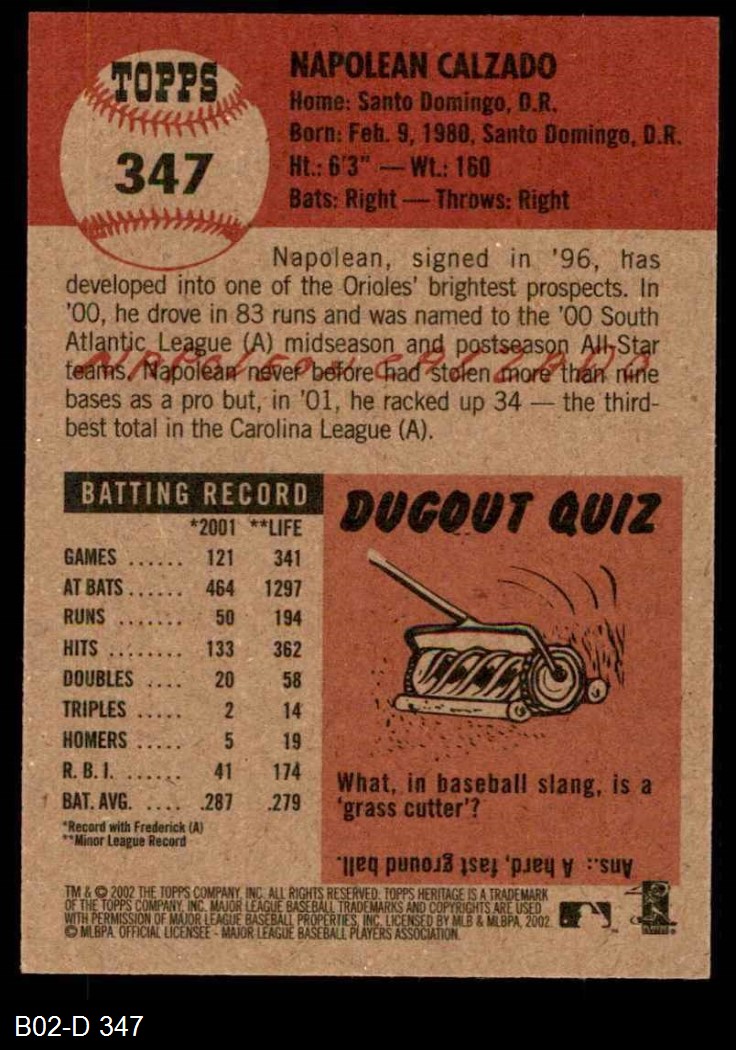 TOPPS
347
NAPOLEAN CALZADO
Home: Santo Domingo, D.R.
Born: Feb. 9, 1980, Santo Domingo, D.R.
Ht.: 6'3" — Wt.: 160
Bats: Right — Throws: Right
Napolean, signed in '96, has
developed into one of the Orioles' brightest prospects. In
'00, he drove in 83 runs and was named to the '00 South
Atlantic League (A) midseason and postseason All-Star
teams. Napolean never before had stolen more than nine
bases as a pro but, in '01, he racked up 34 — the third-
best total in the Carolina League (A).
NAPOLEON CALZADO
BATTING RECORD
*2001 **LIFE
GAMES ...... 121 341
AT BATS ...... 464 1297
RUNS ....... 50 194
HITS ........ 133 362
DOUBLES .... 20 58
TRIPLES ..... 2 14
HOMERS ..... 5 19
R. B. I. ...... 41 174
BAT. AVG. .... .287 .279
*Record with Frederick (A)
**Minor League Record
DUGOUT QUIZ
What, in baseball slang, is a
'grass cutter'?
Ans.: A hard, fast ground ball.
TM & © 2002 THE TOPPS COMPANY, INC. ALL RIGHTS RESERVED. TOPPS HERITAGE IS A TRADEMARK
OF THE TOPPS COMPANY, INC. MAJOR LEAGUE BASEBALL TRADEMARKS AND COPYRIGHTS ARE USED
WITH PERMISSION OF MAJOR LEAGUE BASEBALL PROPERTIES, INC. LICENSED BY MLB & MLBPA, 2002.
© MLBPA. OFFICIAL LICENSEE - MAJOR LEAGUE BASEBALL PLAYERS ASSOCIATION.
B02-D 347